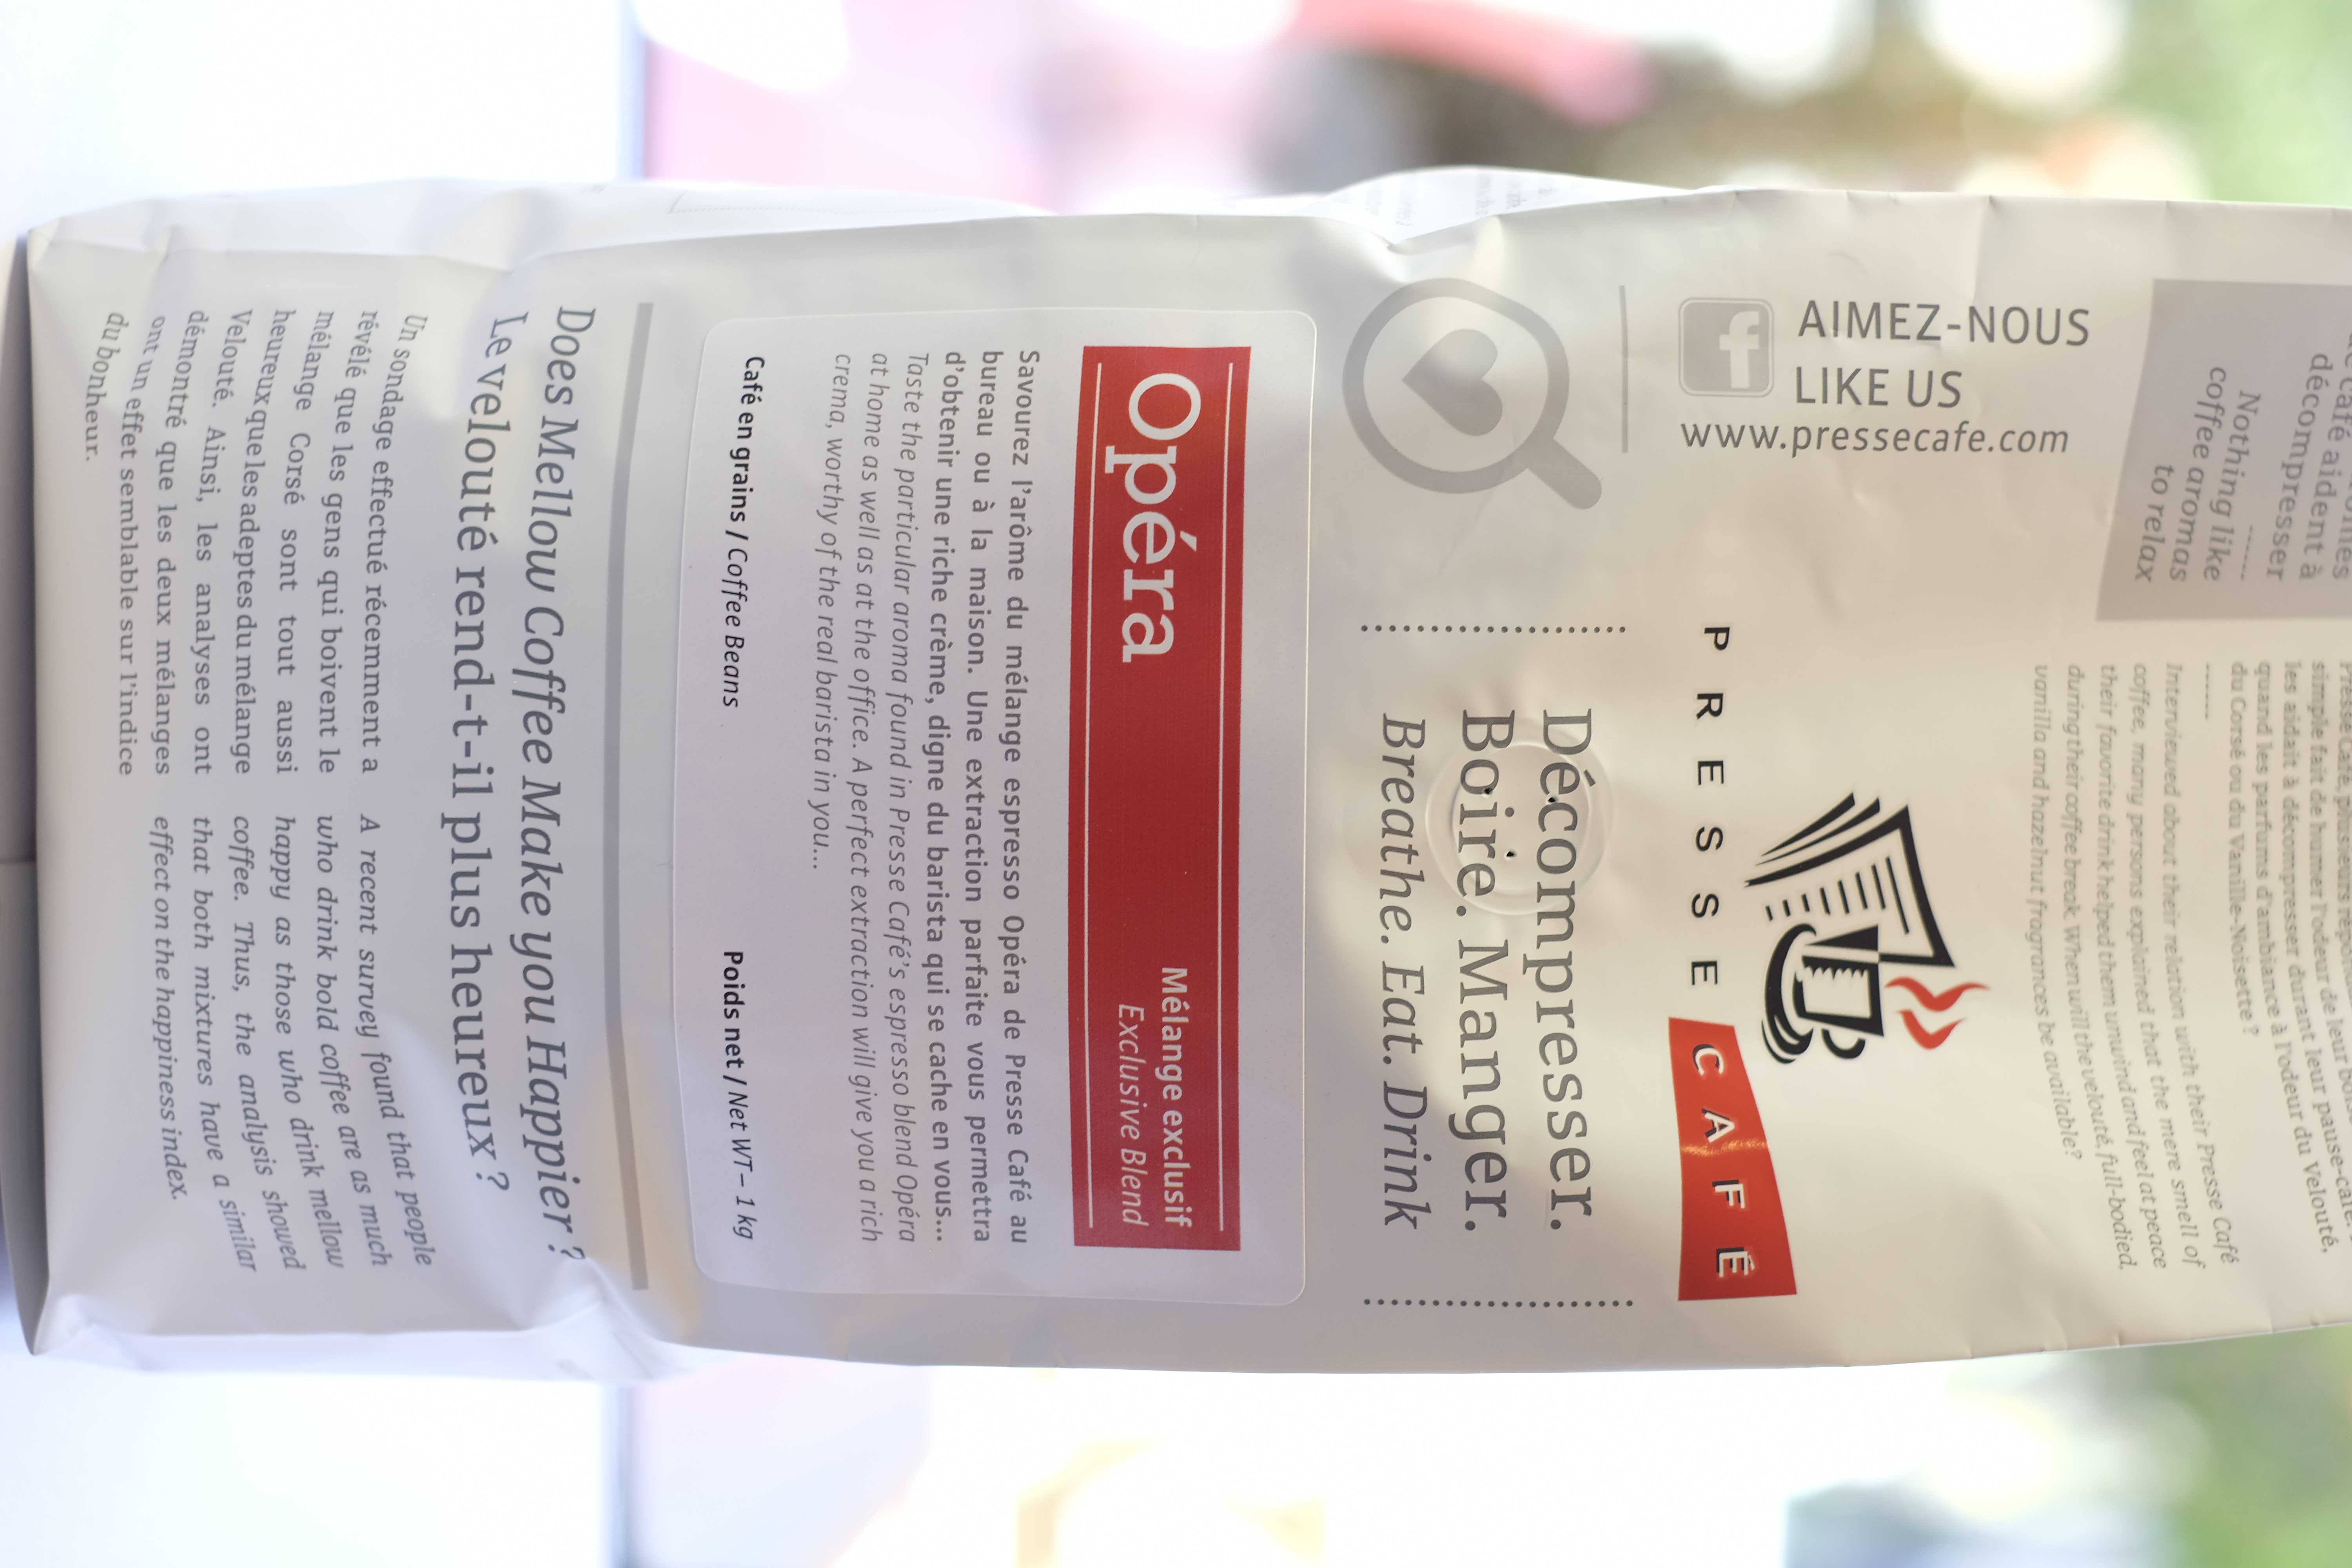 décompresser
Nothing like
coffee aromas
to relax
simple fait de humer l'odeur de leur
les aidait à décompresser durant leur pause-café.
quand les parfums d'ambiance à l'odeur du Velouté,
du Corsé ou du Vanille-Noisette ?
Interviewed about their relation with their Presse Café
coffee, many persons explained that the mere smell of
their favorite drink helped them unwind and feel at peace
during their coffee break. When will the velouté, full-bodied,
vanilla and hazelnut fragrances be available?
AIMEZ-NOUS
LIKE US
www.pressecafe.com
PRESSE CAFÉ
Décompresser.
Boire. Manger.
Breathe. Eat. Drink
Opéra
Mélange exclusif
Exclusive Blend
Savourez l'arôme du mélange espresso Opéra de Presse Café au
bureau ou à la maison. Une extraction parfaite vous permettra
d'obtenir une riche crème, digne du barista qui se cache en vous...
Taste the particular aroma found in Presse Café's espresso blend Opéra
at home as well as at the office. A perfect extraction will give you a rich
crema, worthy of the real barista in you...
Café en grains / Coffee Beans
Poids net / Net WT – 1 kg
Does Mellow Coffee Make you Happier ?
Le velouté rend-t-il plus heureux ?
Un sondage effectué récemment a
révélé que les gens qui boivent le
mélange Corsé sont tout aussi
heureux que les adeptes du mélange
Velouté. Ainsi, les analyses ont
démontré que les deux mélanges
ont un effet semblable sur l'indice
du bonheur.
A recent survey found that people
who drink bold coffee are as much
happy as those who drink mellow
coffee. Thus, the analysis showed
that both mixtures have a similar
effect on the happiness index.